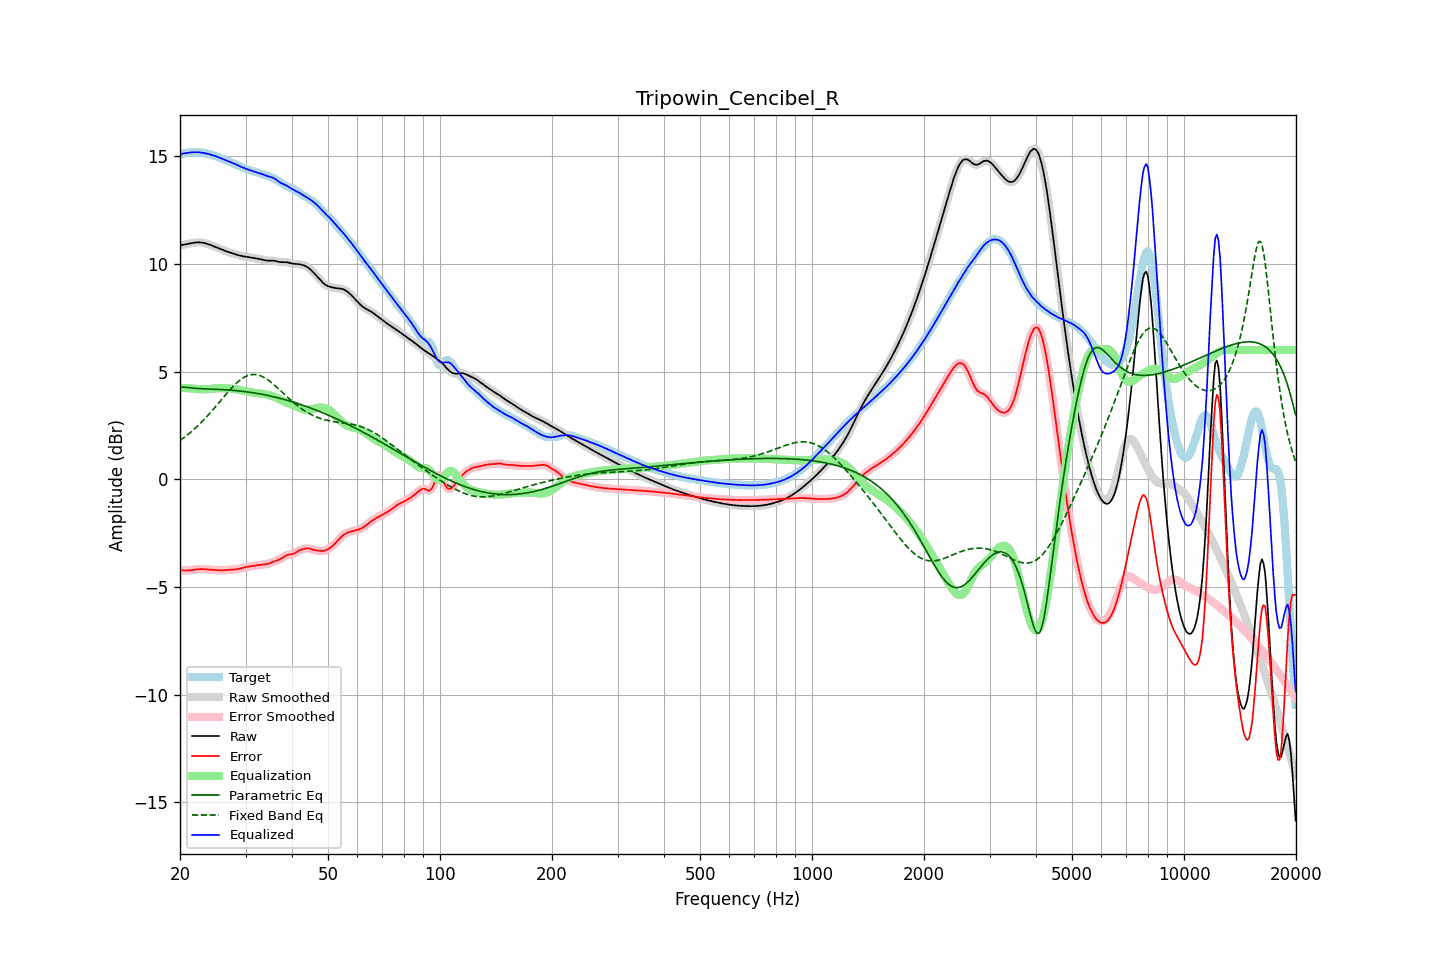 Tripowin_Cencibel_R
Amplitude (dBr)
15
10
5
0
−5
−10
−15
Target
Raw Smoothed
Error Smoothed
Raw
Error
Equalization
Parametric Eq
Fixed Band Eq
Equalized
20 50 100 200 500 1000 2000 5000 10000 20000
Frequency (Hz)